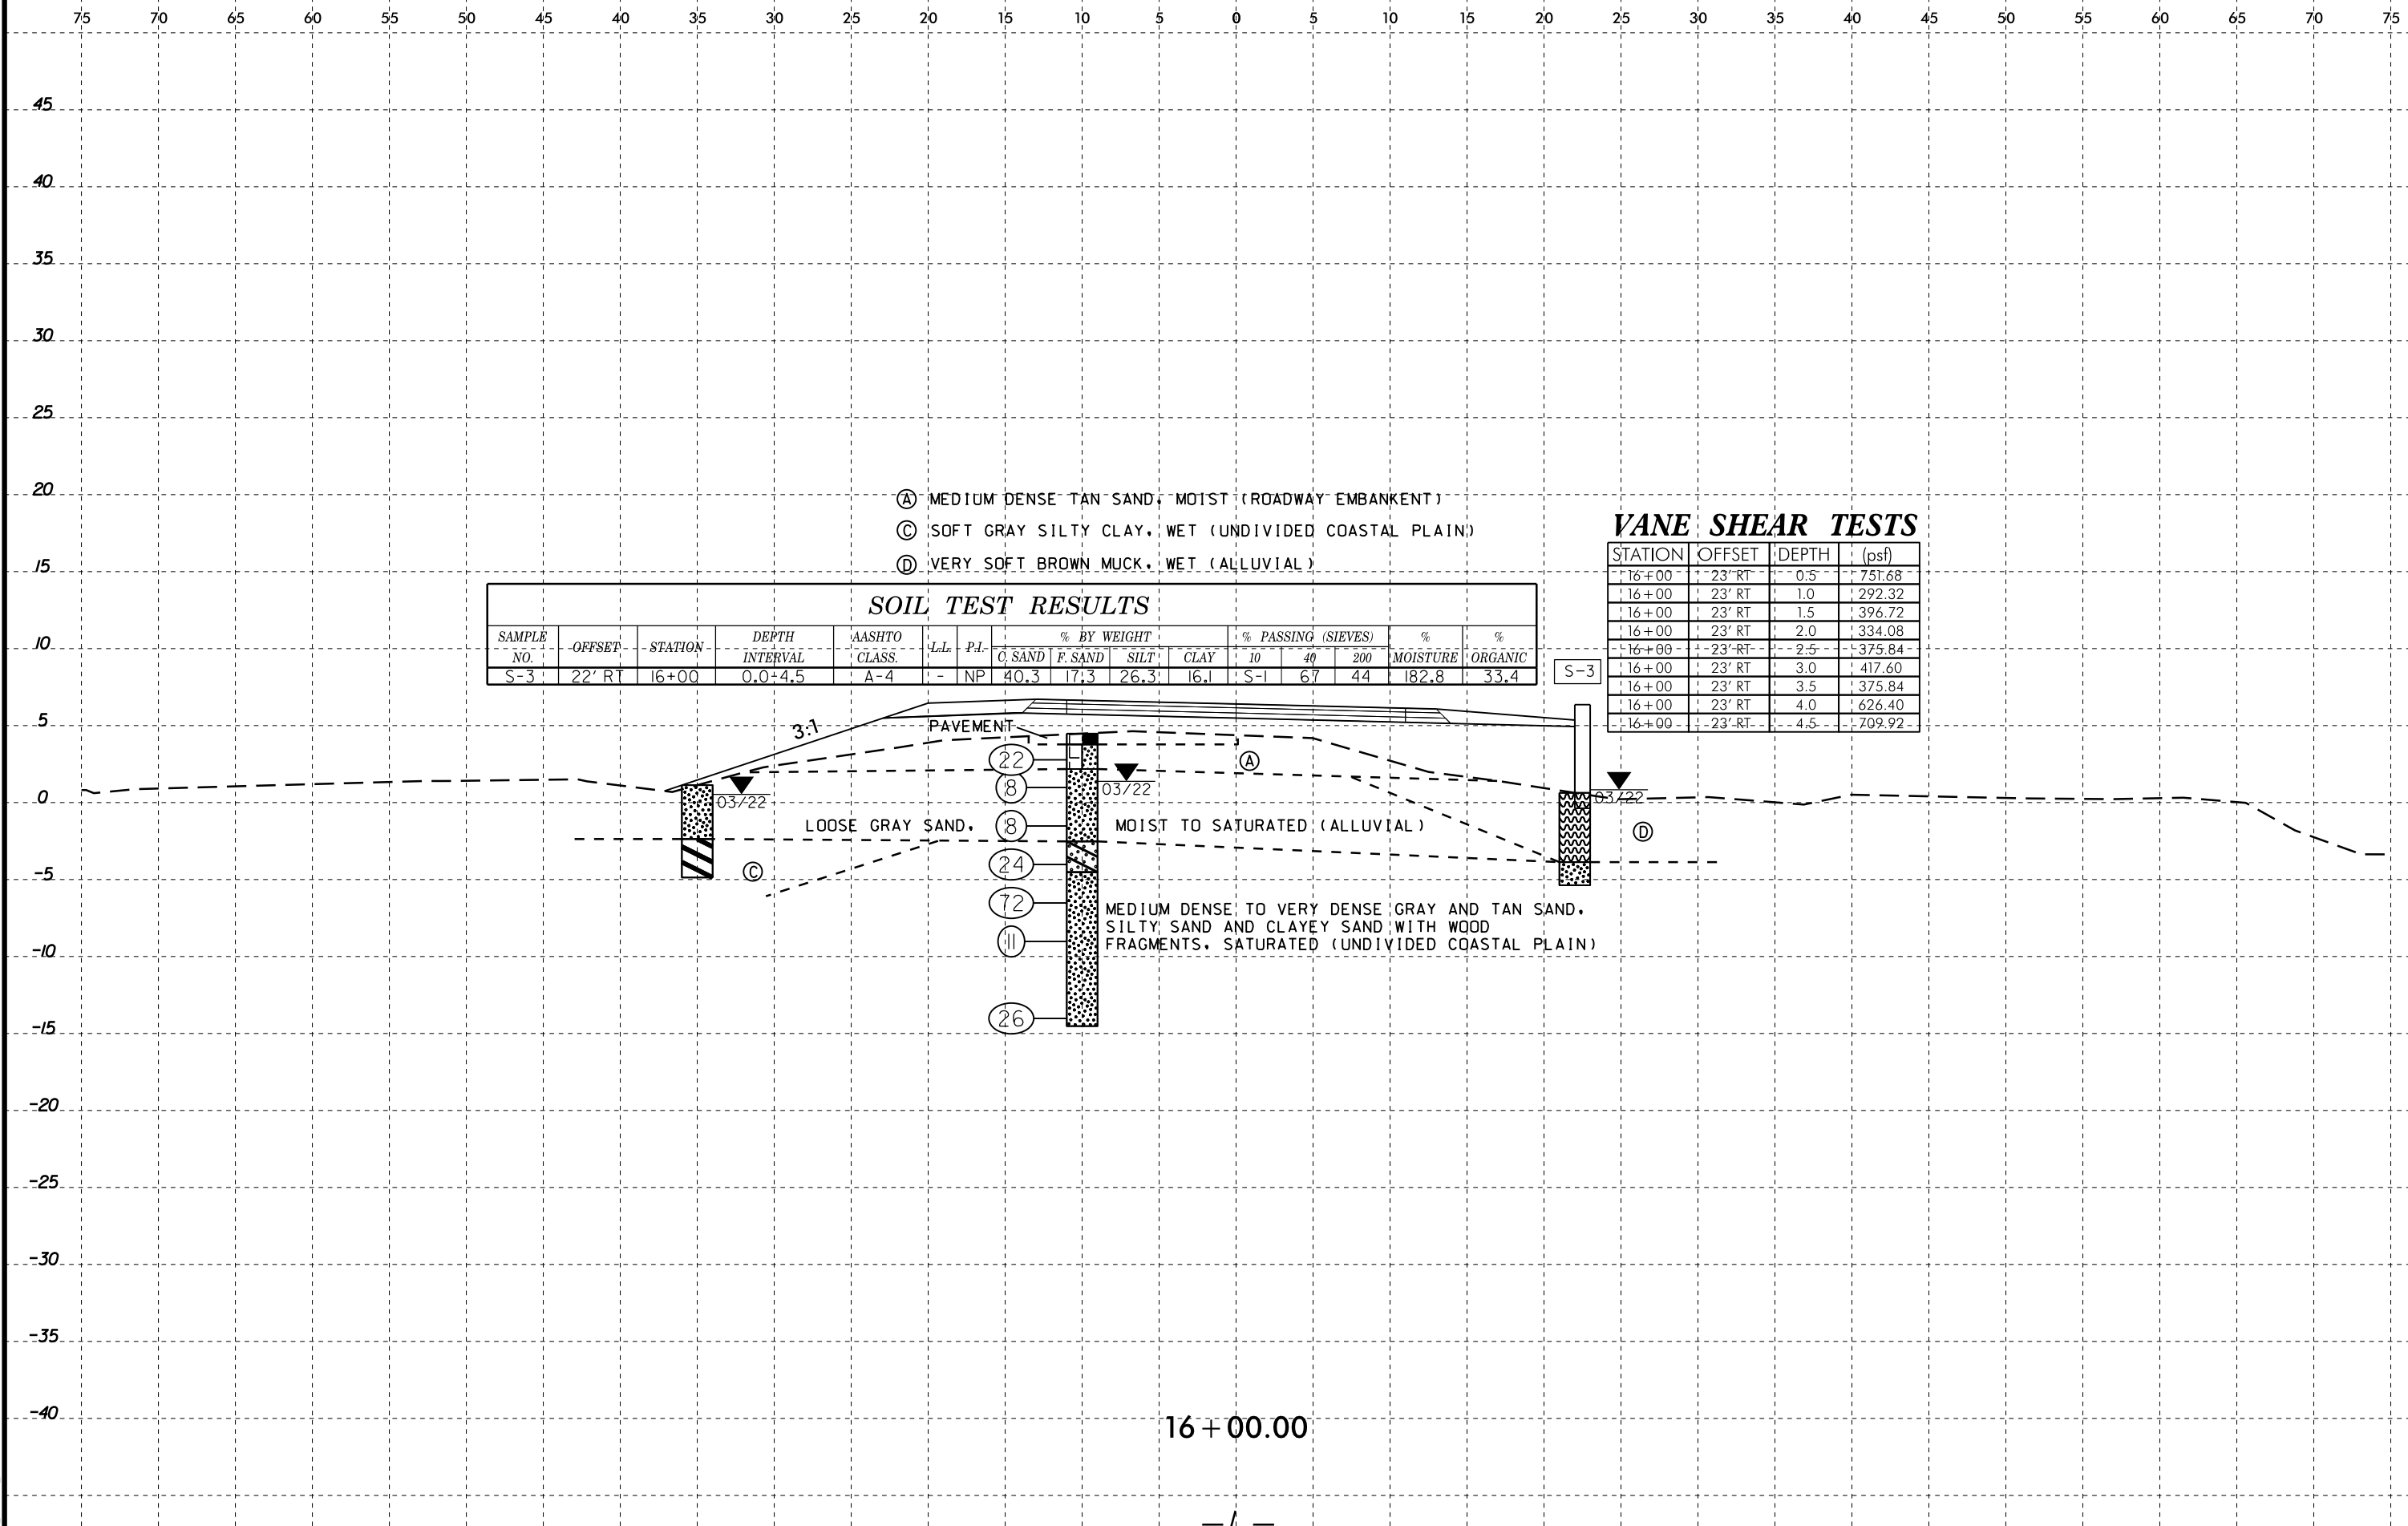 75 70 65 60 55 50 45 40 35 30 25 20 15 10 5 0 5 10 15 20 25 30 35 40 45 50 55 60 65 70 75
45
40
35
30
25
20
15
10
5
0
-5
-10
-15
-20
-25
-30
-35
-40
A MEDIUM DENSE TAN SAND, MOIST (ROADWAY EMBANKENT)
C SOFT GRAY SILTY CLAY, WET (UNDIVIDED COASTAL PLAIN)
D VERY SOFT BROWN MUCK, WET (ALLUVIAL)
SOIL TEST RESULTS
SAMPLE NO. OFFSET STATION DEPTH INTERVAL AASHTO CLASS. L.L. P.I. % BY WEIGHT % PASSING (SIEVES) % MOISTURE % ORGANIC
C. SAND F. SAND SILT CLAY 10 40 200
S-3 22' RT 16+00 0.0-4.5 A-4 - NP 40.3 17.3 26.3 16.1 S-1 67 44 182.8 33.4
VANE SHEAR TESTS
STATION OFFSET DEPTH (psf)
16+00 23' RT 0.5 751.68
16+00 23' RT 1.0 292.32
16+00 23' RT 1.5 396.72
16+00 23' RT 2.0 334.08
16+00 23' RT 2.5 375.84
16+00 23' RT 3.0 417.60
16+00 23' RT 3.5 375.84
16+00 23' RT 4.0 626.40
16+00 23' RT 4.5 709.92
S-3
3:1
PAVEMENT
22
A
8
03/22
03/22
03/22
LOOSE GRAY SAND,
8
MOIST TO SATURATED (ALLUVIAL)
D
24
C
72
11
26
MEDIUM DENSE TO VERY DENSE GRAY AND TAN SAND,
SILTY SAND AND CLAYEY SAND WITH WOOD
FRAGMENTS, SATURATED (UNDIVIDED COASTAL PLAIN)
16+00.00